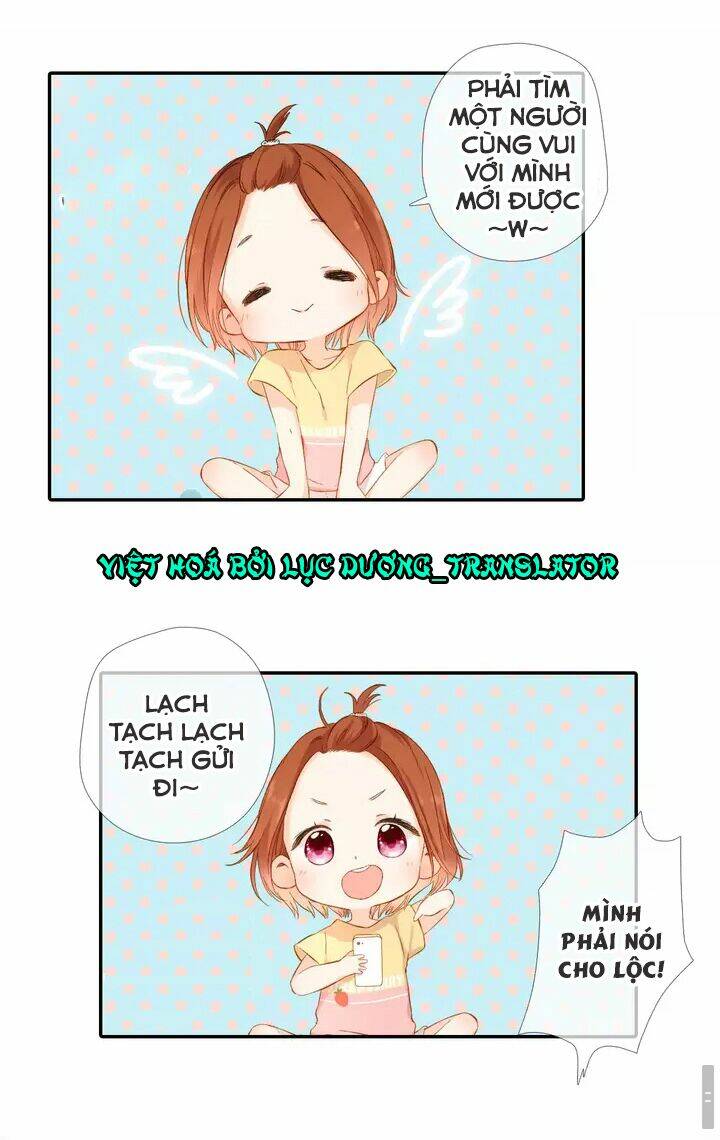 PHẢI TÌM
MỘT NGƯỜI
CÙNG VUI
VỚI MÌNH
MỚI ĐƯỢC
~W~
VIỆT HOÁ BỞI LỤC DƯƠNG_TRANSLATOR
LẠCH
TẠCH LẠCH
TẠCH GỬI
ĐI~
MÌNH
PHẢI NÓI
CHO LỘC!